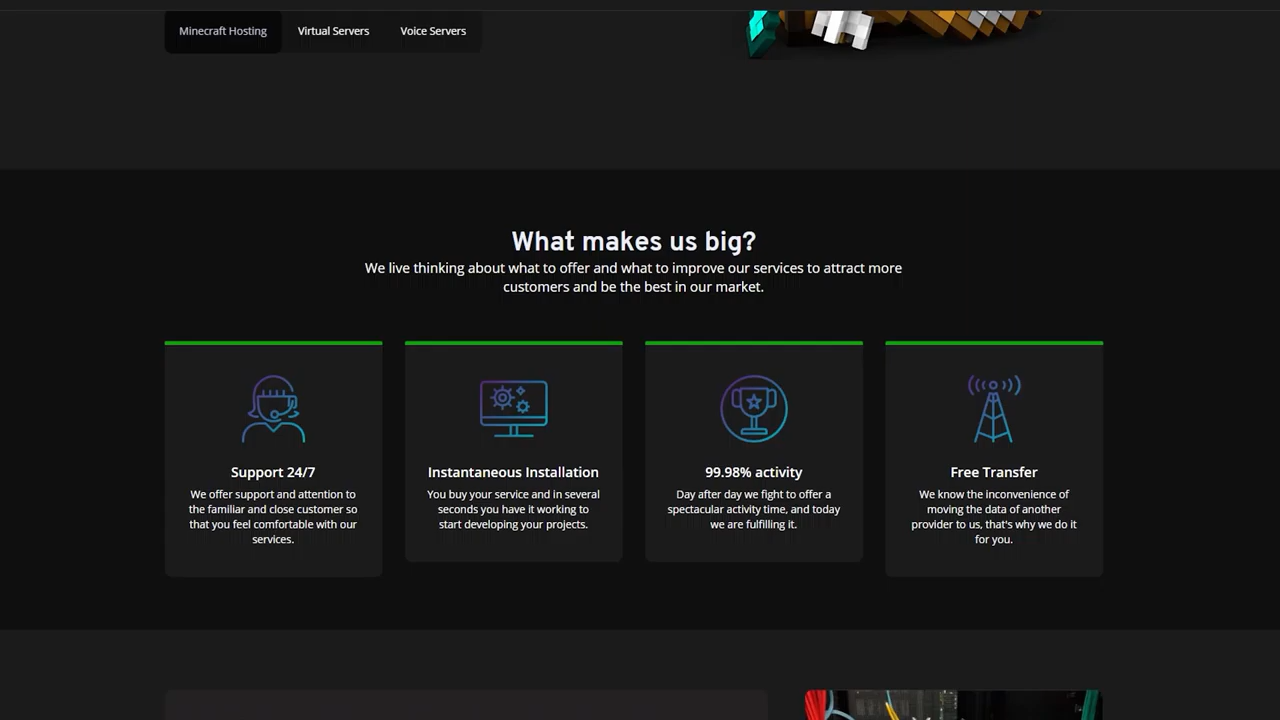 Minecraft Hosting
Virtual Servers
Voice Servers
What makes us big?
We live thinking about what to offer and what to improve our services to attract more
customers and be the best in our market.
Support 24/7
We offer support and attention to
the familiar and close customer so
that you feel comfortable with our
services.
Instantaneous Installation
You buy your service and in several
seconds you have it working to
start developing your projects.
99.98% activity
Day after day we fight to offer a
spectacular activity time, and today
we are fulfilling it.
Free Transfer
We know the inconvenience of
moving the data of another
provider to us, that's why we do it
for you.